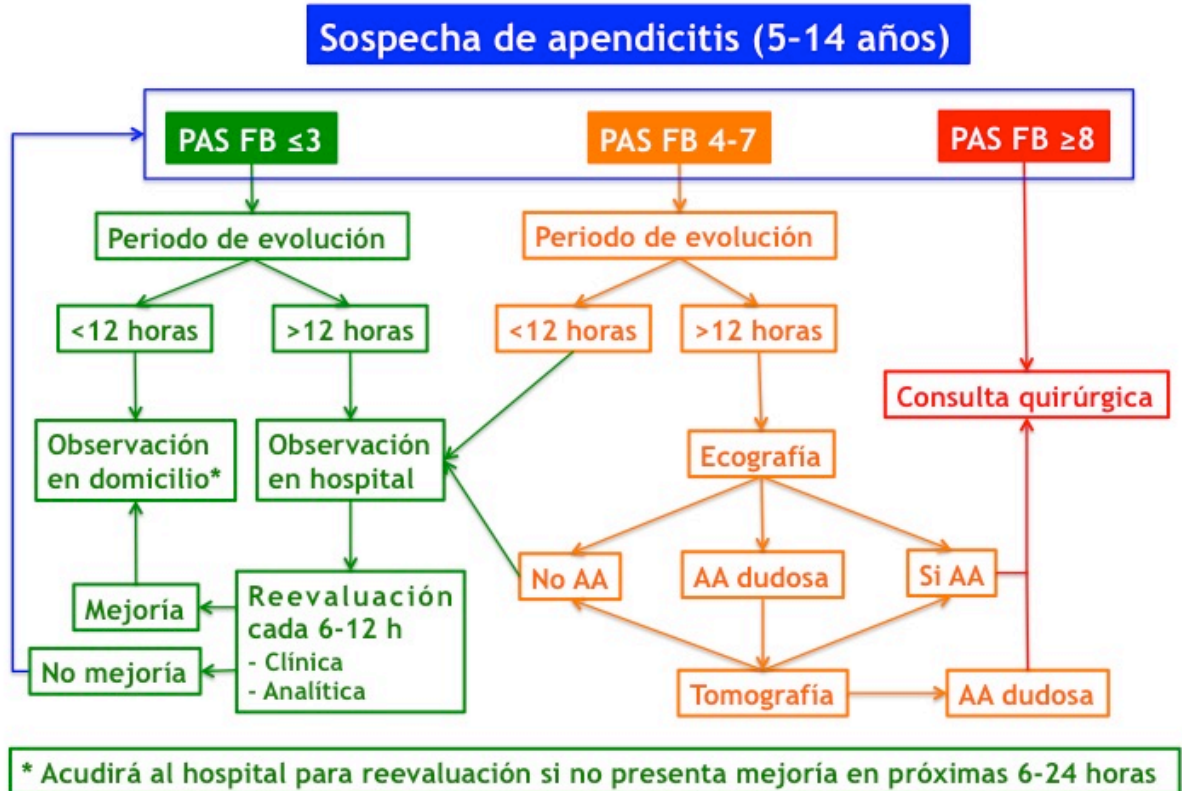 Sospecha de apendicitis (5-14 años)
PAS FB ≤3
PAS FB 4-7
PAS FB ≥8
Periodo de evolución
Periodo de evolución
<12 horas
>12 horas
<12 horas
>12 horas
Consulta quirúrgica
Observación
en domicilio*
Observación
en hospital
Ecografía
No AA
AA dudosa
Si AA
Mejoría
Reevaluación
cada 6-12 h
- Clínica
- Analítica
No mejoría
Tomografía
AA dudosa
* Acudirá al hospital para reevaluación si no presenta mejoría en próximas 6-24 horas